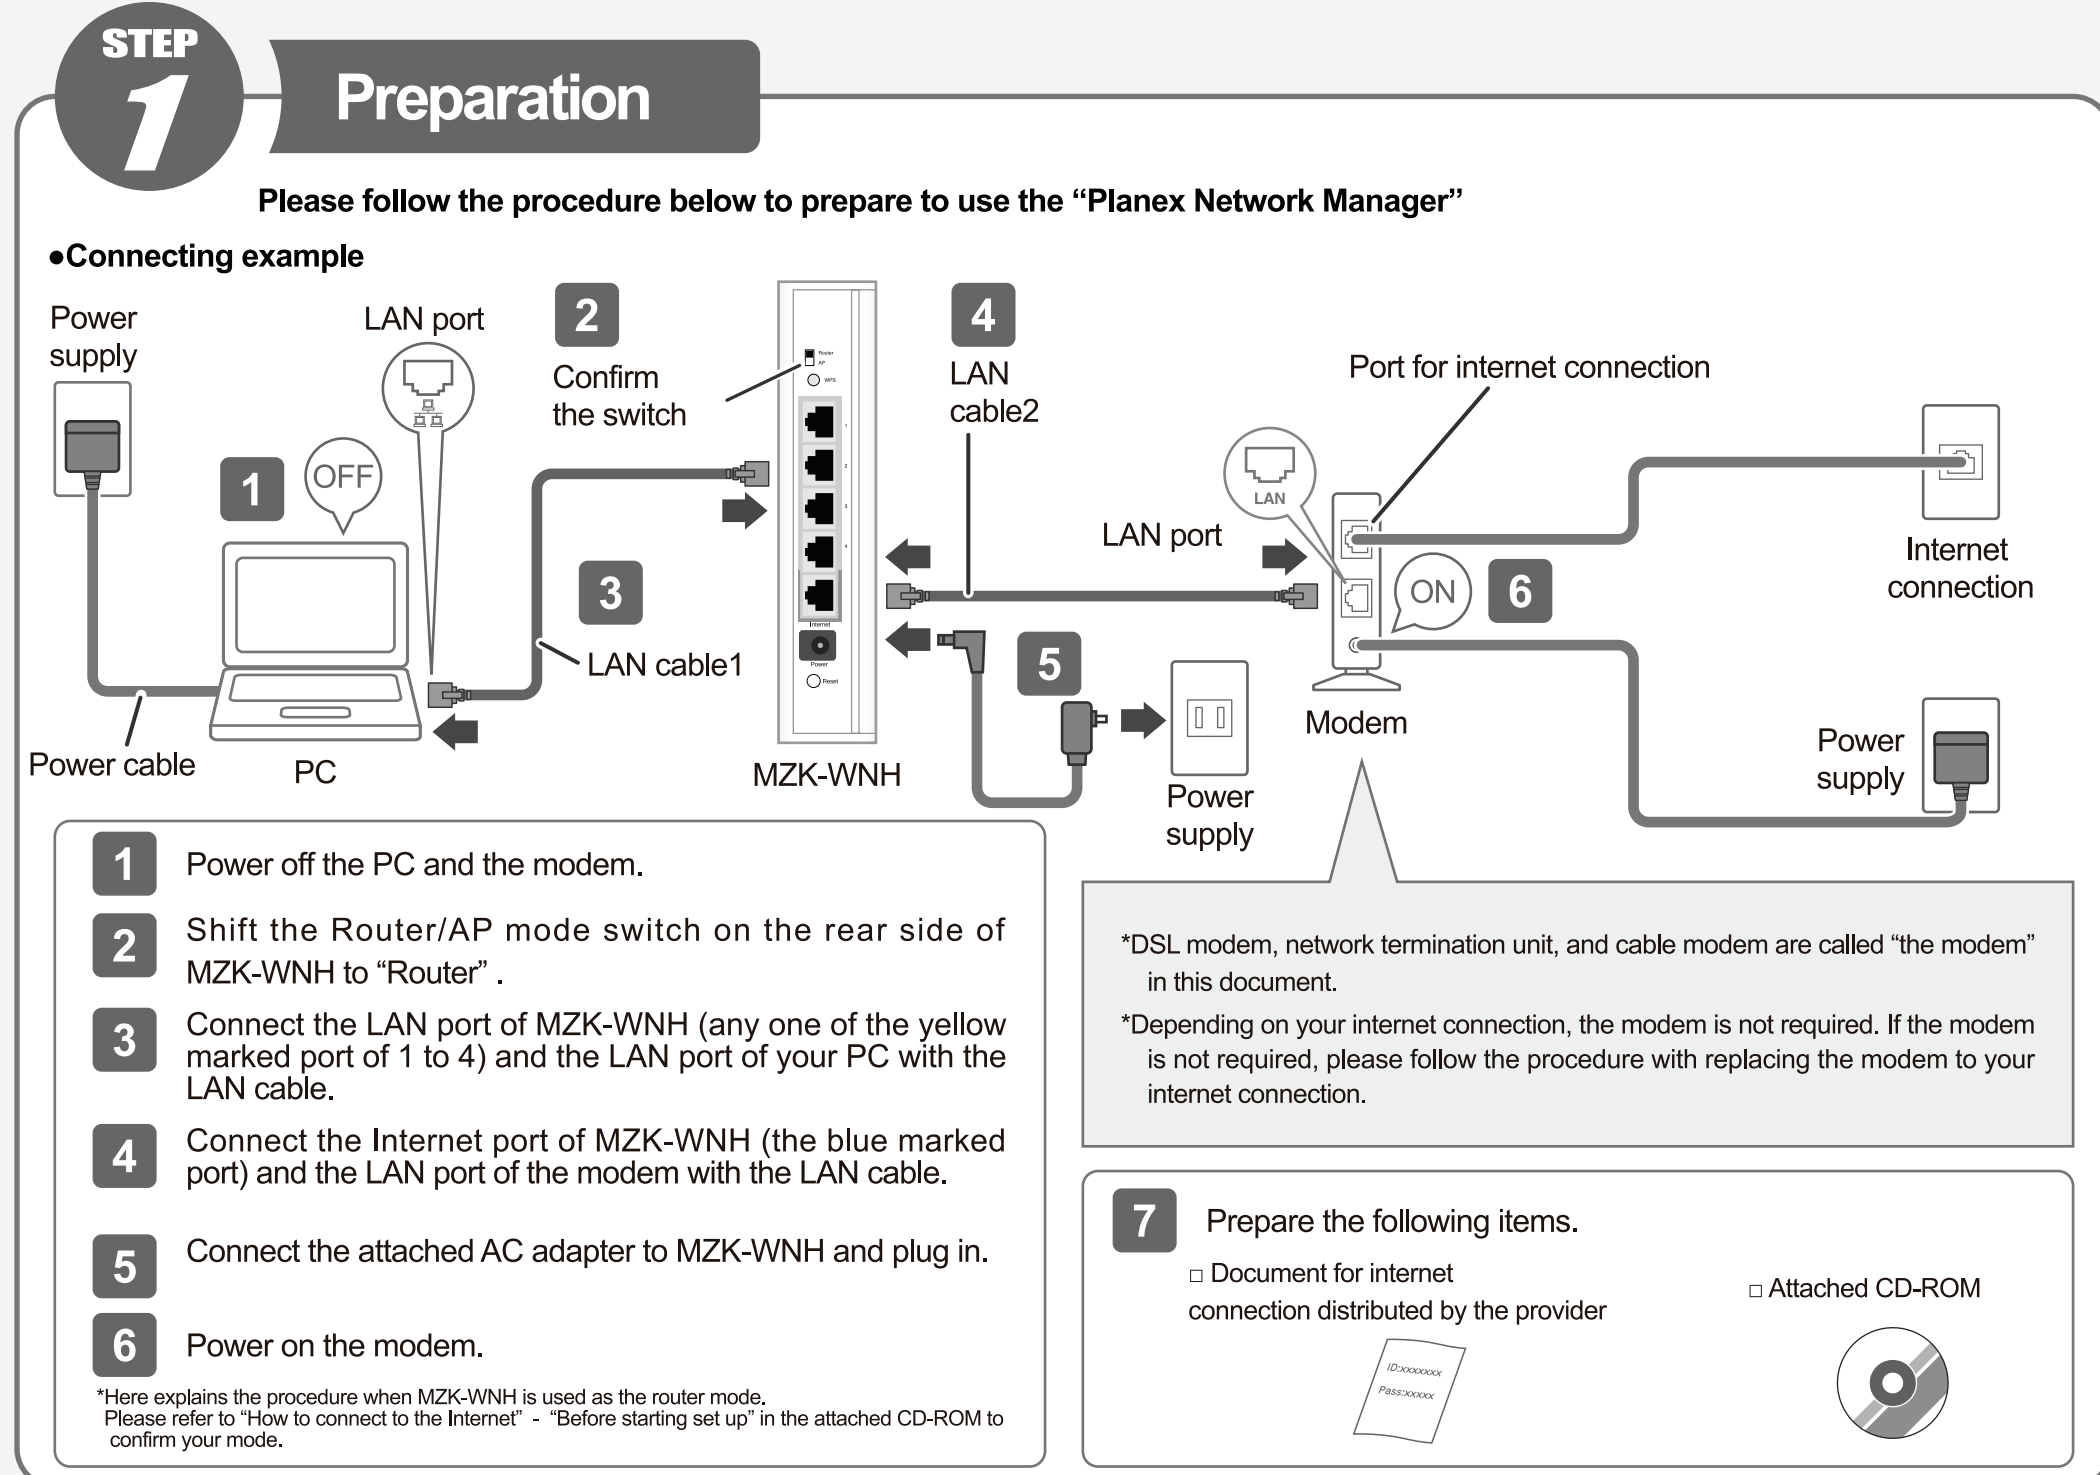 STEP
1
Preparation
Please follow the procedure below to prepare to use the “Planex Network Manager”
●Connecting example
Power
supply
LAN port
2
Confirm
the switch
Router
AP
WPS
1
2
3
4
Internet
Power
Reset
MZK-WNH
4
LAN
cable2
Port for internet connection
1
OFF
3
LAN cable1
Power cable
PC
LAN
LAN port
ON
6
Internet
connection
5
Power
supply
Modem
Power
supply
1 Power off the PC and the modem.
2 Shift the Router/AP mode switch on the rear side of
MZK-WNH to “Router” .
3 Connect the LAN port of MZK-WNH (any one of the yellow
marked port of 1 to 4) and the LAN port of your PC with the
LAN cable.
4 Connect the Internet port of MZK-WNH (the blue marked
port) and the LAN port of the modem with the LAN cable.
5 Connect the attached AC adapter to MZK-WNH and plug in.
6 Power on the modem.
*Here explains the procedure when MZK-WNH is used as the router mode.
Please refer to “How to connect to the Internet” - “Before starting set up” in the attached CD-ROM to
confirm your mode.
*DSL modem, network termination unit, and cable modem are called “the modem”
in this document.
*Depending on your internet connection, the modem is not required. If the modem
is not required, please follow the procedure with replacing the modem to your
internet connection.
7 Prepare the following items.
□ Document for internet
connection distributed by the provider
□ Attached CD-ROM
ID:xxxxxxx
Pass:xxxxx